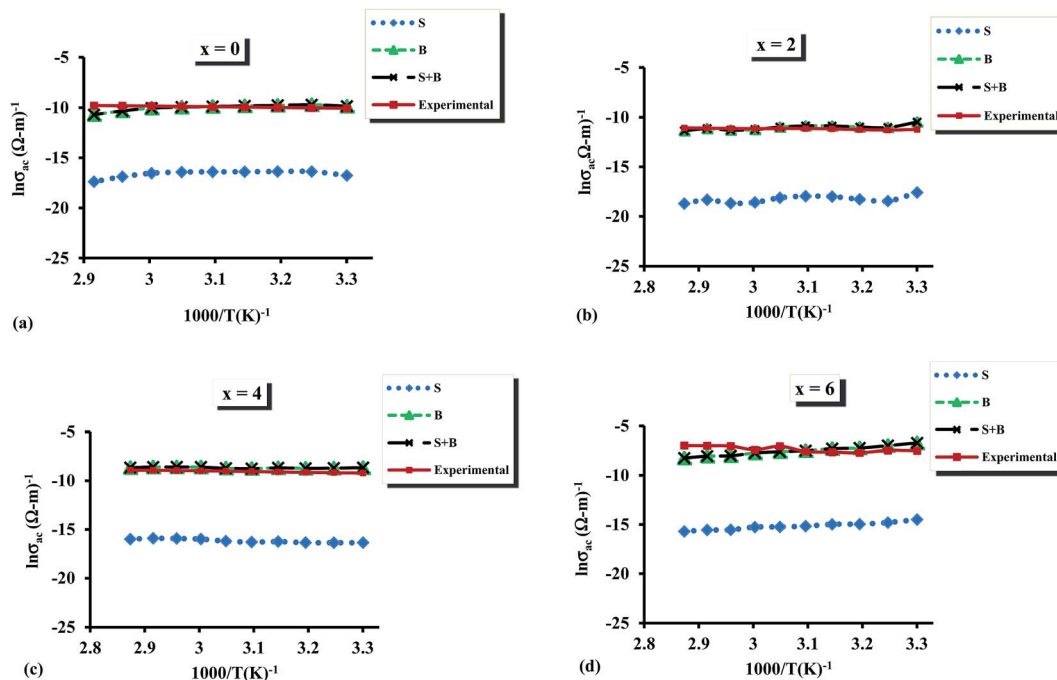 x = 0
S
B
S+B
Experimental
-5
-10
-15
-20
-25
2.9
3
3.1
3.2
3.3
lnσac (Ω-m)-1
1000/T(K)-1
(a)
x = 2
S
B
S+B
Experimental
-5
-10
-15
-20
-25
2.8
2.9
3
3.1
3.2
3.3
lnσacΩ-m)-1
1000/T(K)-1
(b)
x = 4
S
B
S+B
Experimental
-5
-10
-15
-20
-25
2.8
2.9
3
3.1
3.2
3.3
lnσac (Ω-m)-1
1000/T(K)-1
(c)
x = 6
S
B
S+B
Experimental
-5
-10
-15
-20
-25
2.8
2.9
3
3.1
3.2
3.3
lnσac (Ω-m)-1
1000/T(K)-1
(d)